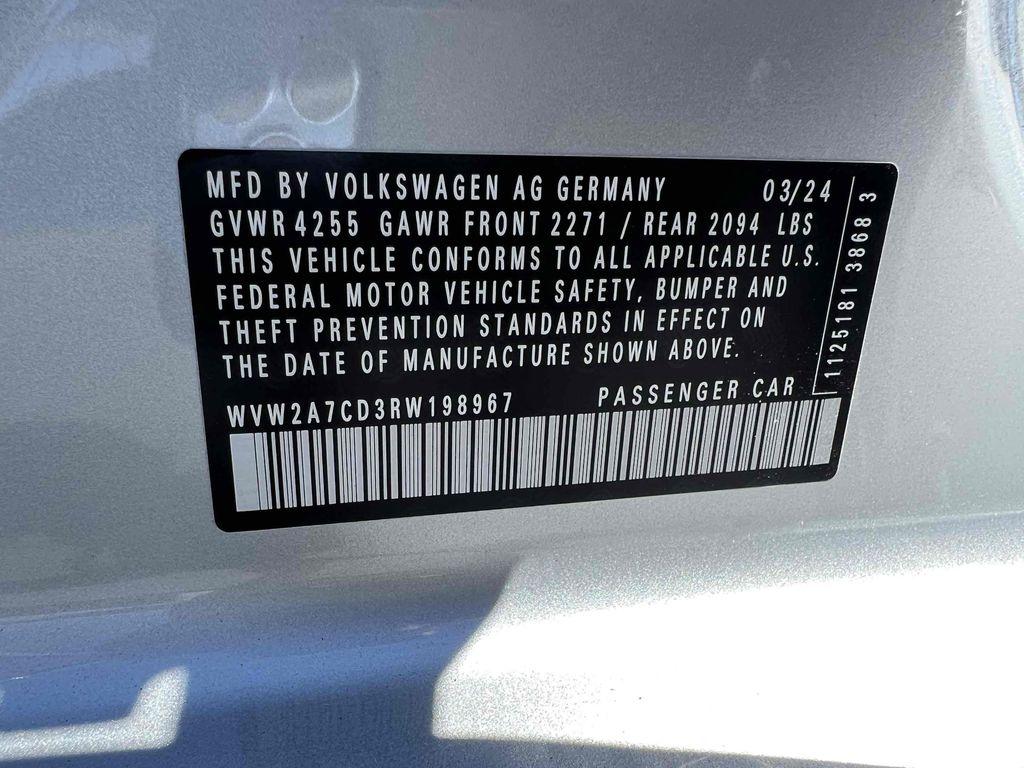 MFD BY VOLKSWAGEN AG GERMANY 03/24
GVWR 4255 GAWR FRONT 2271 / REAR 2094 LBS
THIS VEHICLE CONFORMS TO ALL APPLICABLE U.S.
FEDERAL MOTOR VEHICLE SAFETY, BUMPER AND
THEFT PREVENTION STANDARDS IN EFFECT ON
THE DATE OF MANUFACTURE SHOWN ABOVE.
WVW2A7CD3RW198967 PASSENGER CAR
1125181 3868 3